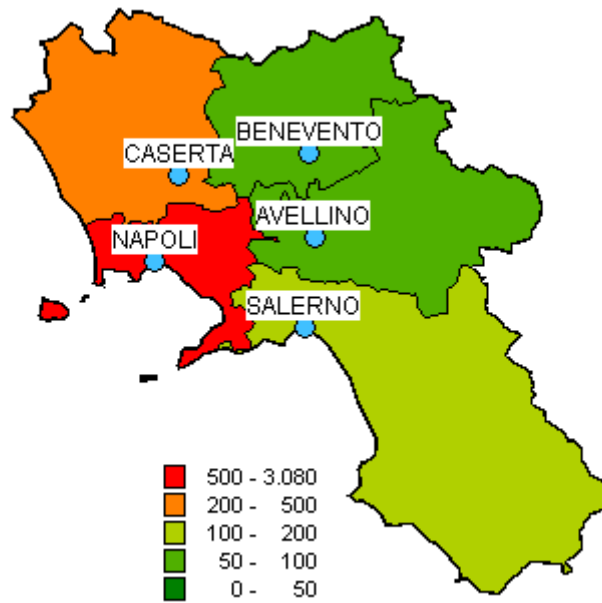 BENEVENTO
CASERTA
AVELLINO
NAPOLI
SALERNO
500 - 3.080
200 - 500
100 - 200
50 - 100
0 - 50